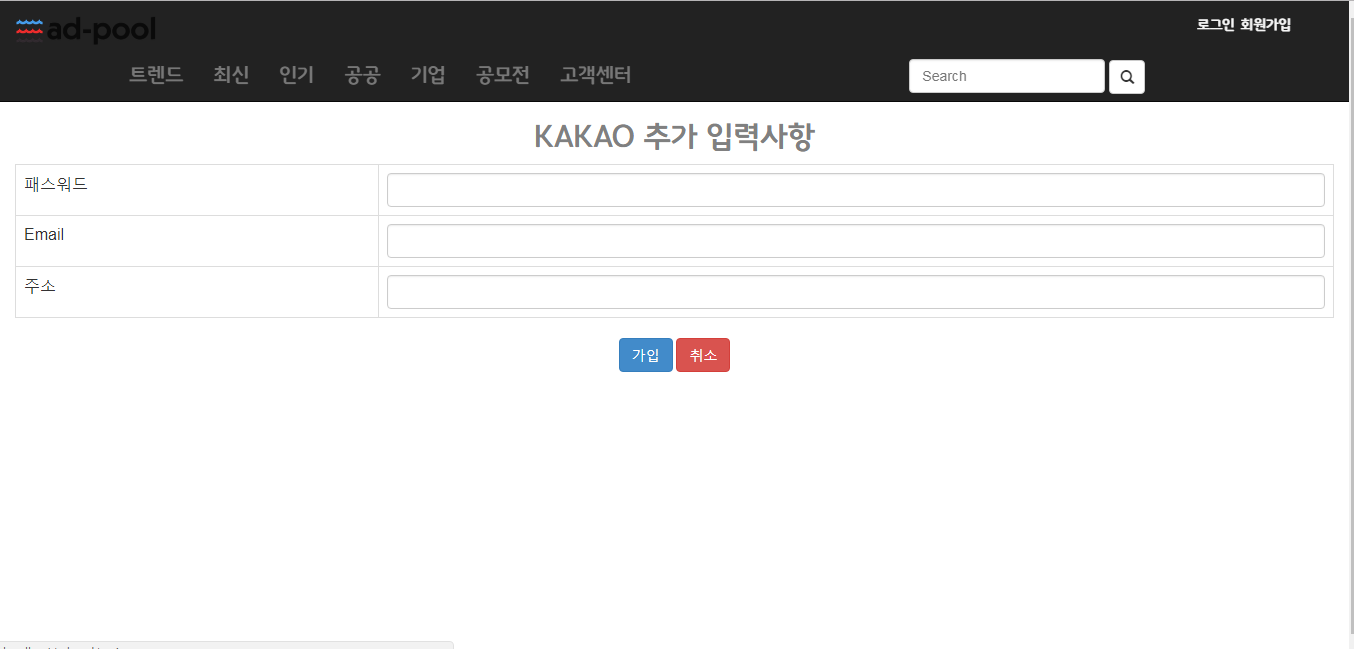 ad-pool
로그인 회원가입
트렌드 최신 인기 공공 기업 공모전 고객센터 Search
KAKAO 추가 입력사항
패스워드
Email
주소
가입 취소